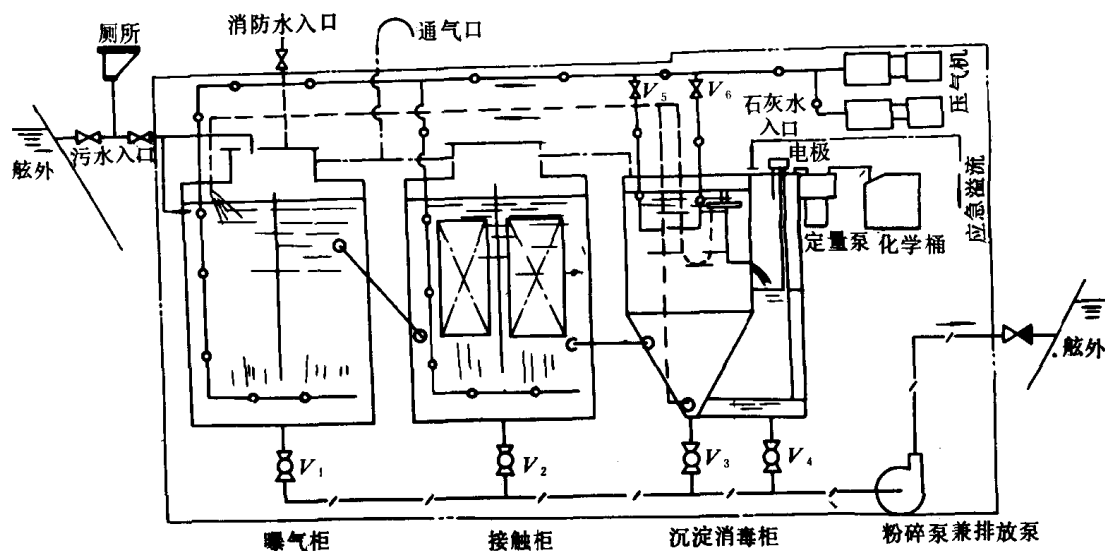 厕所
消防水入口
通气口
压气机
V₅
V₆
石灰水
入口
电极
舷外
污水入口
应急溢流
定量泵
化学桶
舷外
V₁
V₂
V₃
V₄
曝气柜
接触柜
沉淀消毒柜
粉碎泵兼排放泵